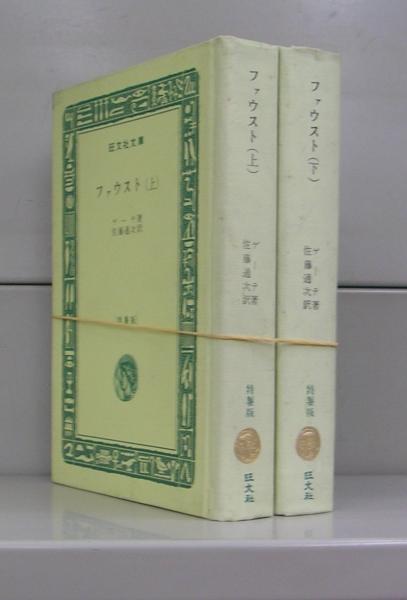 旺文社文庫
ファウスト(上)
ゲーテ著
佐藤通次訳
[特製版]
ファウスト(上)
ゲーテ著
佐藤通次訳
特製版
旺文社
ファウスト(下)
ゲーテ著
佐藤通次訳
特製版
旺文社